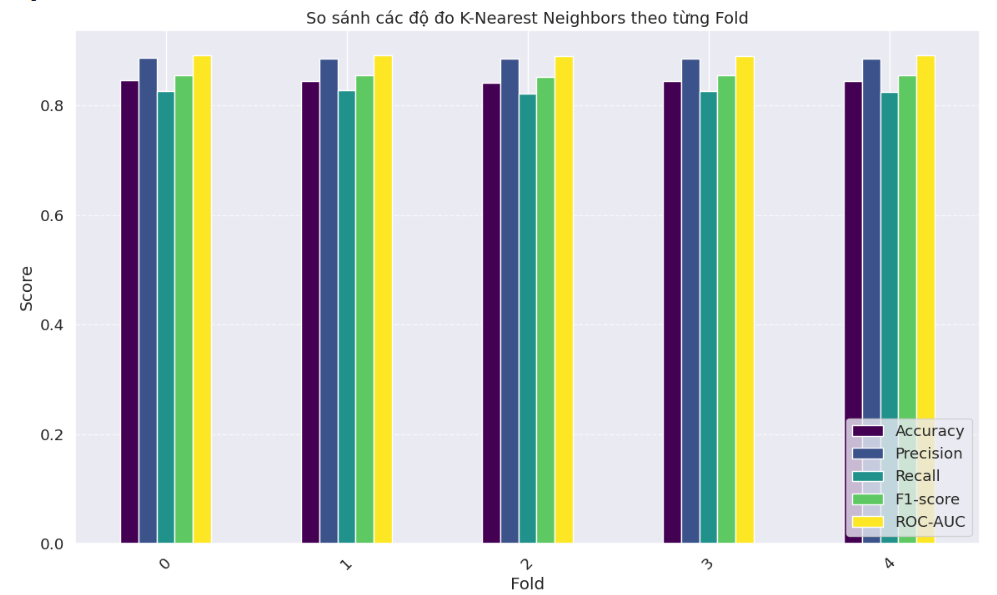 So sánh các độ đo K-Nearest Neighbors theo từng Fold
Score
0.8
0.6
0.4
0.2
0.0
Accuracy
Precision
Recall
F1-score
ROC-AUC
0 1 2 3 4
Fold